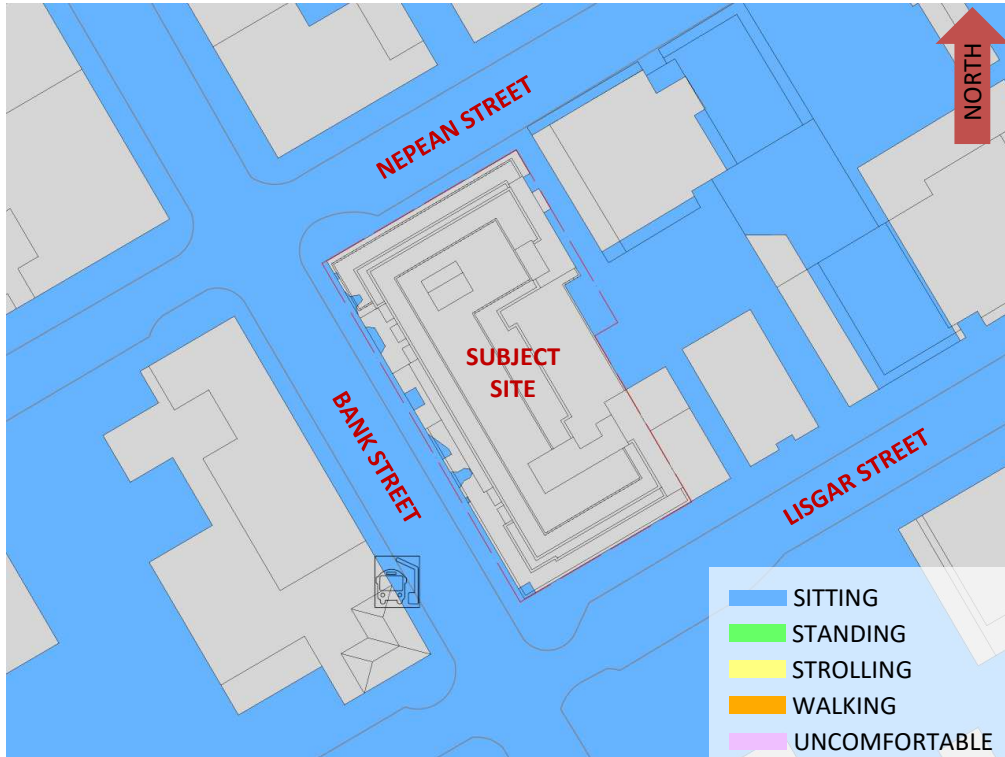 NORTH
NEPEAN STREET
SUBJECT
SITE
BANK STREET
LISGAR STREET
SITTING
STANDING
STROLLING
WALKING
UNCOMFORTABLE